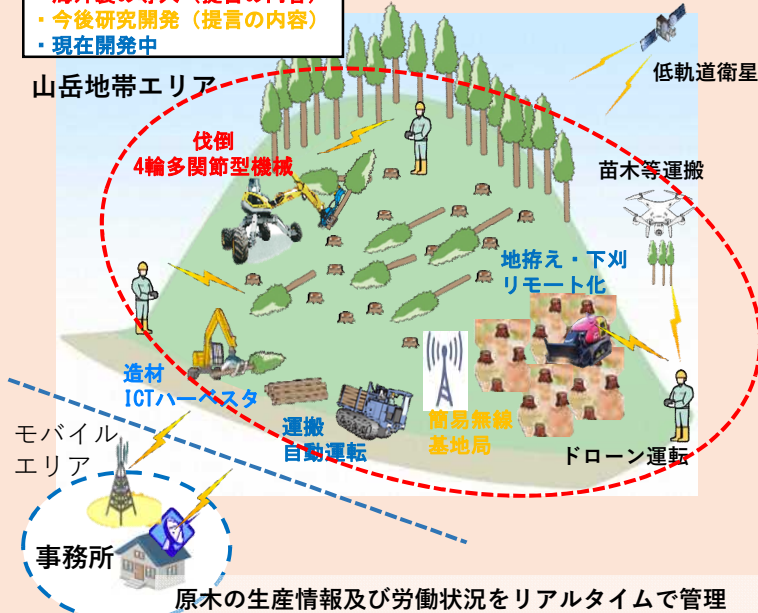 ・今後研究開発（提言の内容）
・現在開発中
山岳地帯エリア
低軌道衛星
伐倒
4輪多関節型機械
苗木等運搬
地拵え・下刈
リモート化
造材
ICTハーベスタ
運搬
自動運転
簡易無線
基地局
ドローン運転
モバイル
エリア
事務所
原木の生産情報及び労働状況をリアルタイムで管理